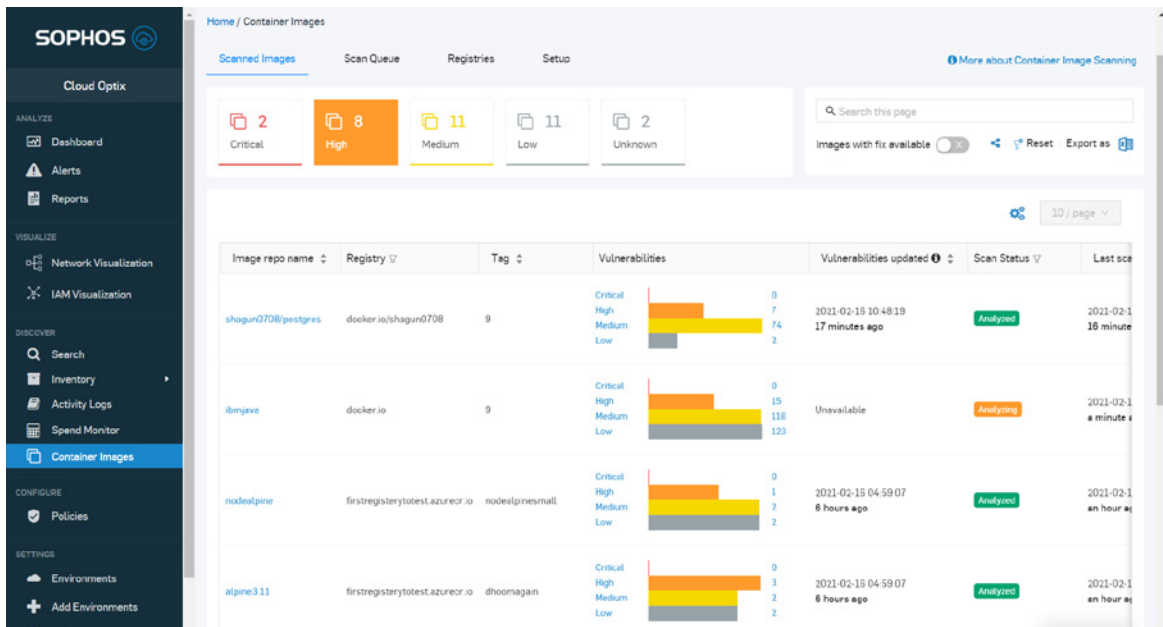 SOPHOS
Cloud Optix
ANALYZE
Dashboard
Alerts
Reports
VISUALIZE
Network Visualization
IAM Visualization
DISCOVER
Search
Inventory
Activity Logs
Spend Monitor
Container Images
CONFIGURE
Policies
SETTINGS
Environments
Add Environments
Home / Container Images
Scanned Images Scan Queue Registries Setup
More about Container Image Scanning
2 Critical
8 High
11 Medium
11 Low
2 Unknown
Search this page
Images with fix available X Reset Export as
10 / page
Image repo name Registry Tag Vulnerabilities Vulnerabilities updated Scan Status Last sca
shagun0708/postgres docker.io/shagun0708 9
Critical 0
High 7
Medium 74
Low 2
2021-02-16 10:48:19
17 minutes ago
Analyzed
2021-02-1
16 minute
ibmjava docker.io 9
Critical 0
High 15
Medium 118
Low 123
Unavailable
Analyzing
2021-02-1
a minute a
nodealpine firstregisterytotest.azurecr.io nodealpinesmall
Critical 0
High 1
Medium 2
Low 2
2021-02-16 04:59:07
6 hours ago
Analyzed
2021-02-1
an hour ag
alpine3.11 firstregisterytotest.azurecr.io dhoomagain
Critical 0
High 3
Medium 2
Low 2
2021-02-16 04:59:07
6 hours ago
Analyzed
2021-02-1
an hour ag